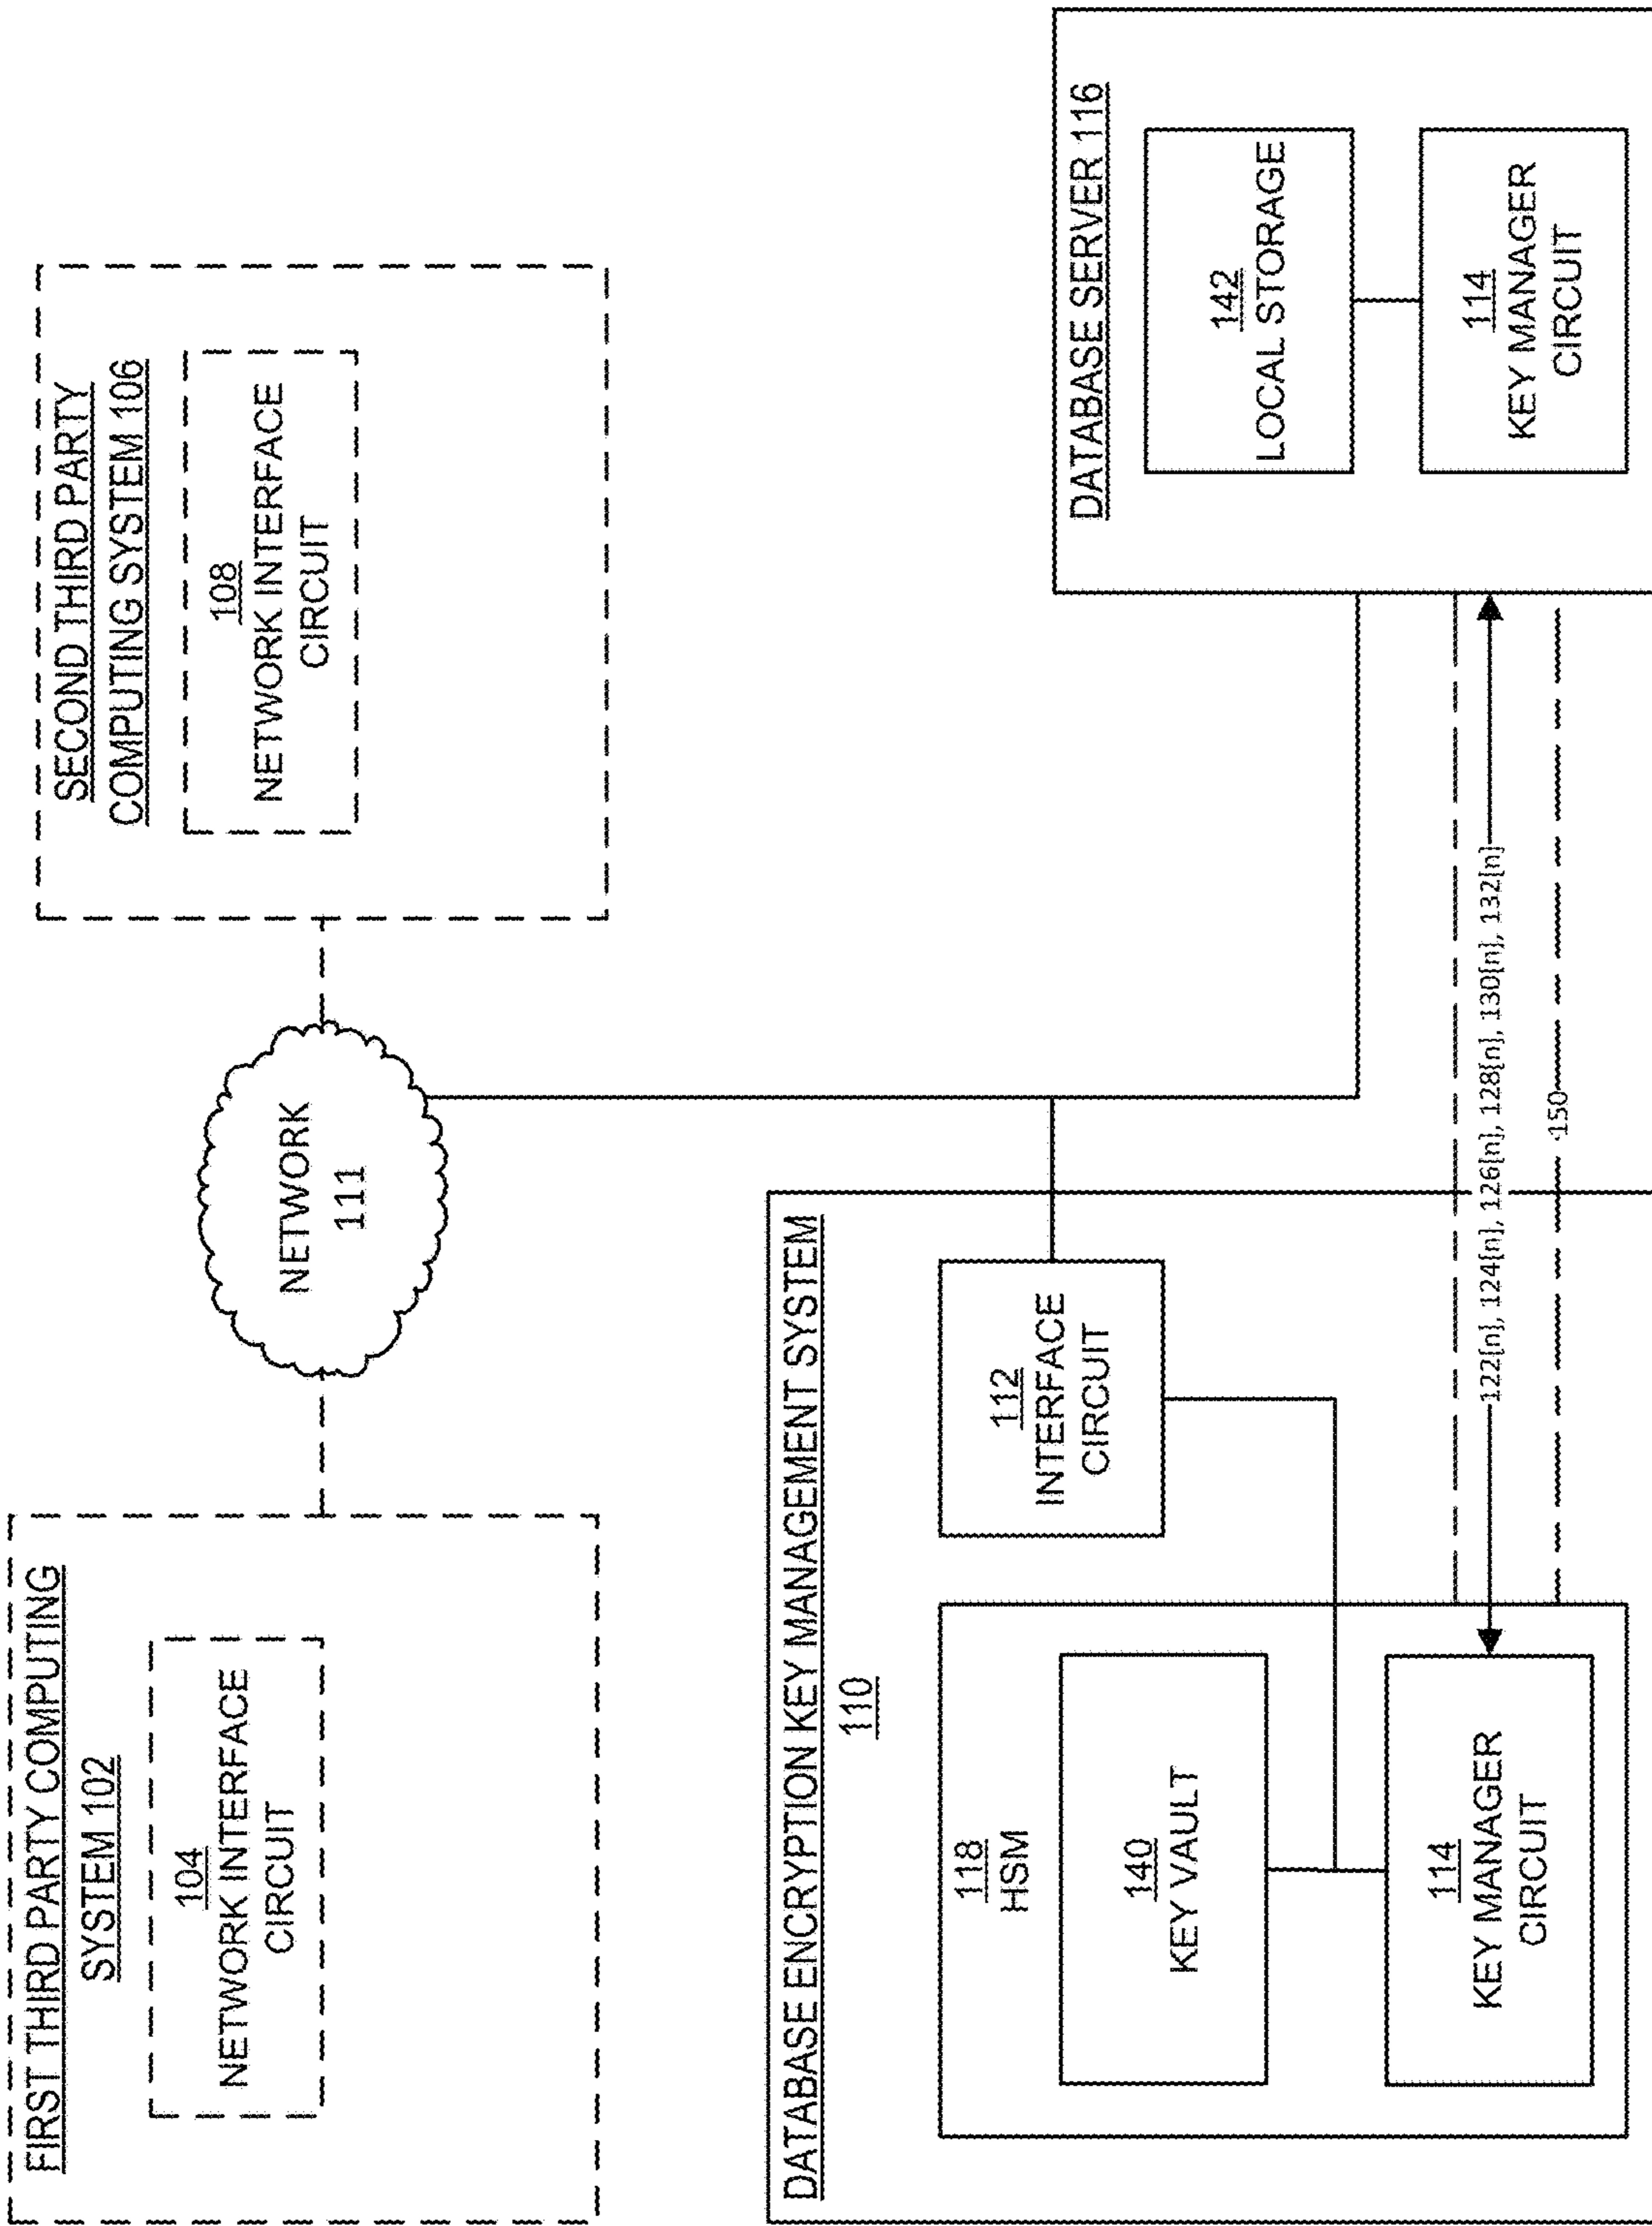 FIRST THIRD PARTY COMPUTING
SYSTEM 102
104
NETWORK INTERFACE
CIRCUIT
NETWORK
111
SECOND THIRD PARTY
COMPUTING SYSTEM 106
108
NETWORK INTERFACE
CIRCUIT
DATABASE ENCRYPTION KEY MANAGEMENT SYSTEM
110
118
HSM
140
KEY VAULT
114
KEY MANAGER
CIRCUIT
112
INTERFACE
CIRCUIT
122[n], 124[n], 126[n], 128[n], 130[n], 132[n]
150
DATABASE SERVER 116
142
LOCAL STORAGE
114
KEY MANAGER
CIRCUIT